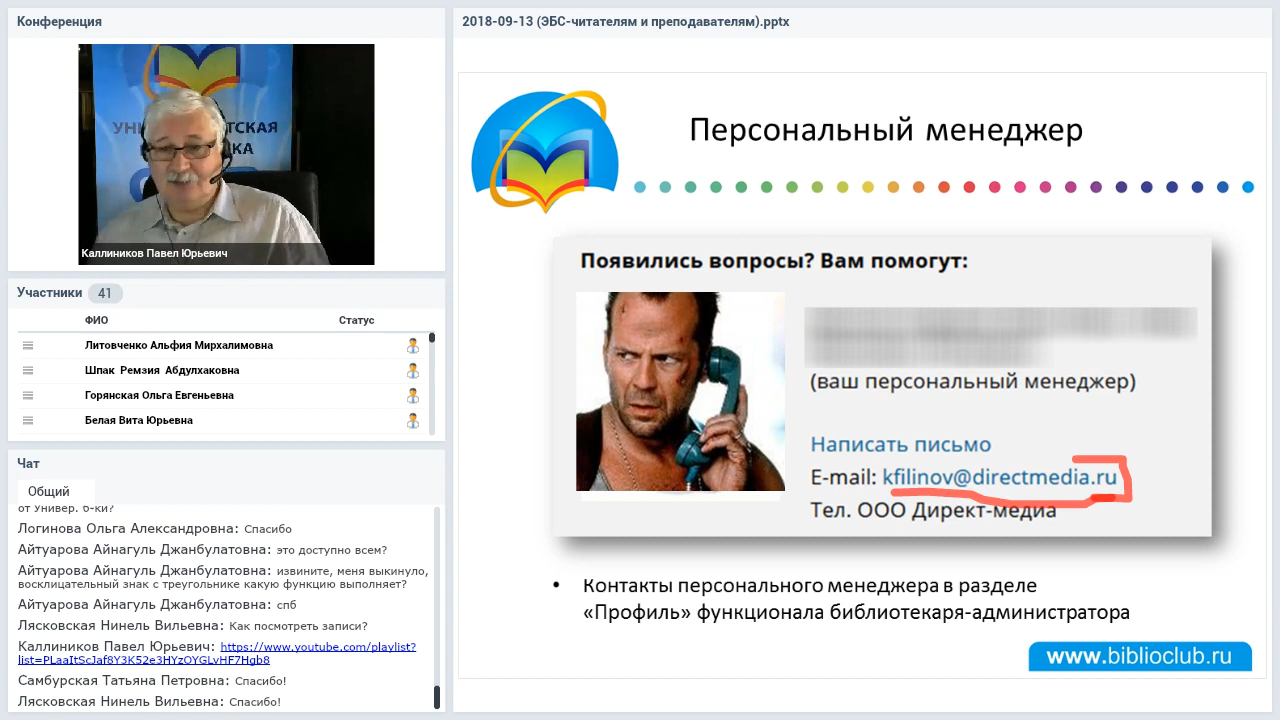 Конференция
УНИ
ТСКАЯ
КА
Каллиников Павел Юрьевич
Участники 41
ФИО Статус
Литовченко Альфия Мирхалимовна
Шпак Ремзия Абдулхаковна
Горянская Ольга Евгеньевна
Белая Вита Юрьевна
Чат
Общий
от Универ. б-ки?
Логинова Ольга Александровна: Спасибо
Айтуарова Айнагуль Джанбулатовна: это доступно всем?
Айтуарова Айнагуль Джанбулатовна: извините, меня выкинуло,
восклицательный знак с треугольнике какую функцию выполняет?
Айтуарова Айнагуль Джанбулатовна: спб
Лясковская Нинель Вильевна: Как посмотреть записи?
Каллиников Павел Юрьевич: https://www.youtube.com/playlist?
list=PLaaItScJaf8Y3K52e3HYzOYGLvHF7Hgb8
Самбурская Татьяна Петровна: Спасибо!
Лясковская Нинель Вильевна: Спасибо!
2018-09-13 (ЭБС-читателям и преподавателям).pptx
Персональный менеджер
Появились вопросы? Вам помогут:
(ваш персональный менеджер)
Написать письмо
E-mail: kfilinov@directmedia.ru
Тел. ООО Директ-медиа
• Контакты персонального менеджера в разделе
«Профиль» функционала библиотекаря-администратора
www.biblioclub.ru